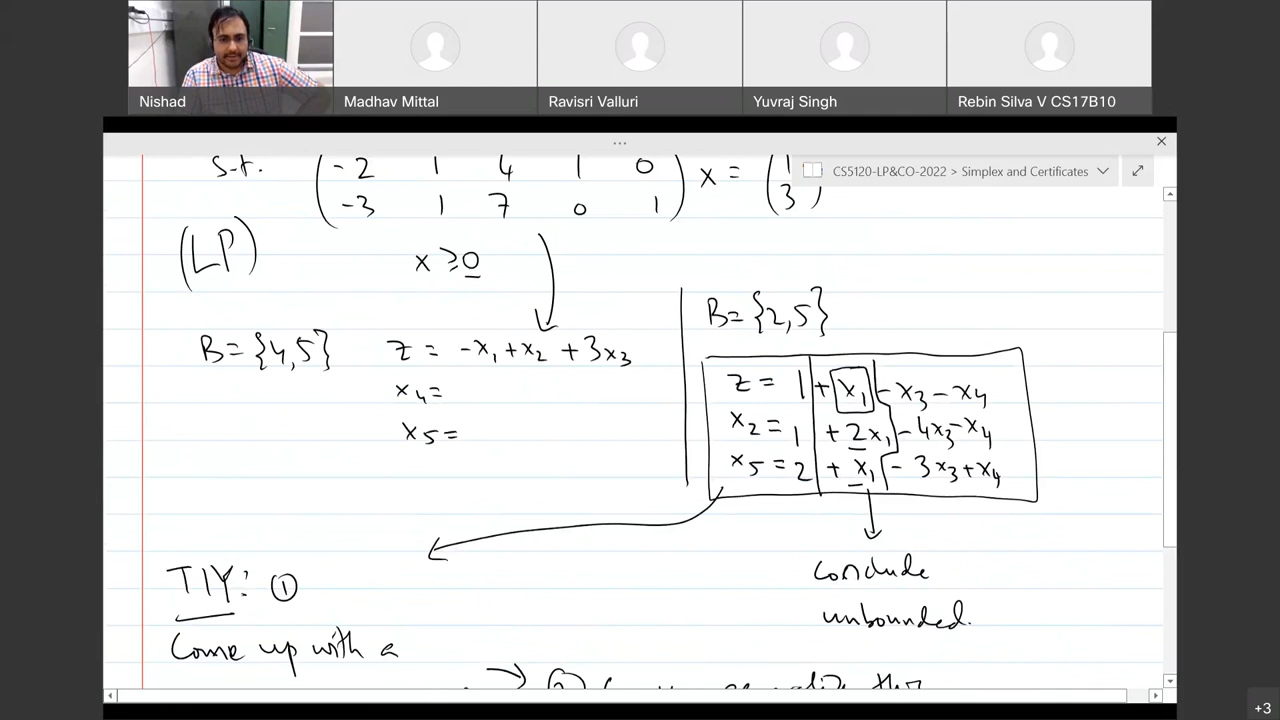 Nishad
Madhav Mittal
Ravisri Valluri
Yuvraj Singh
Rebin Silva V CS17B10
CS5120-LP&CO-2022 > Simplex and Certificates
s.t. ( -2 1 4 1 0 ) x = ( 1
-3 1 7 0 1 3 )
(LP)
x ≥ 0
B = {4,5}
z = -x₁ + x₂ + 3x₃
x₄ =
x₅ =
B = {2,5}
z = 1 + x₁ - x₃ - x₄
x₂ = 1 + 2x₁ - 4x₃ - x₄
x₅ = 2 + x₁ - 3x₃ + x₄
conclude
unbounded.
TIY: ①
Come up with a
+3